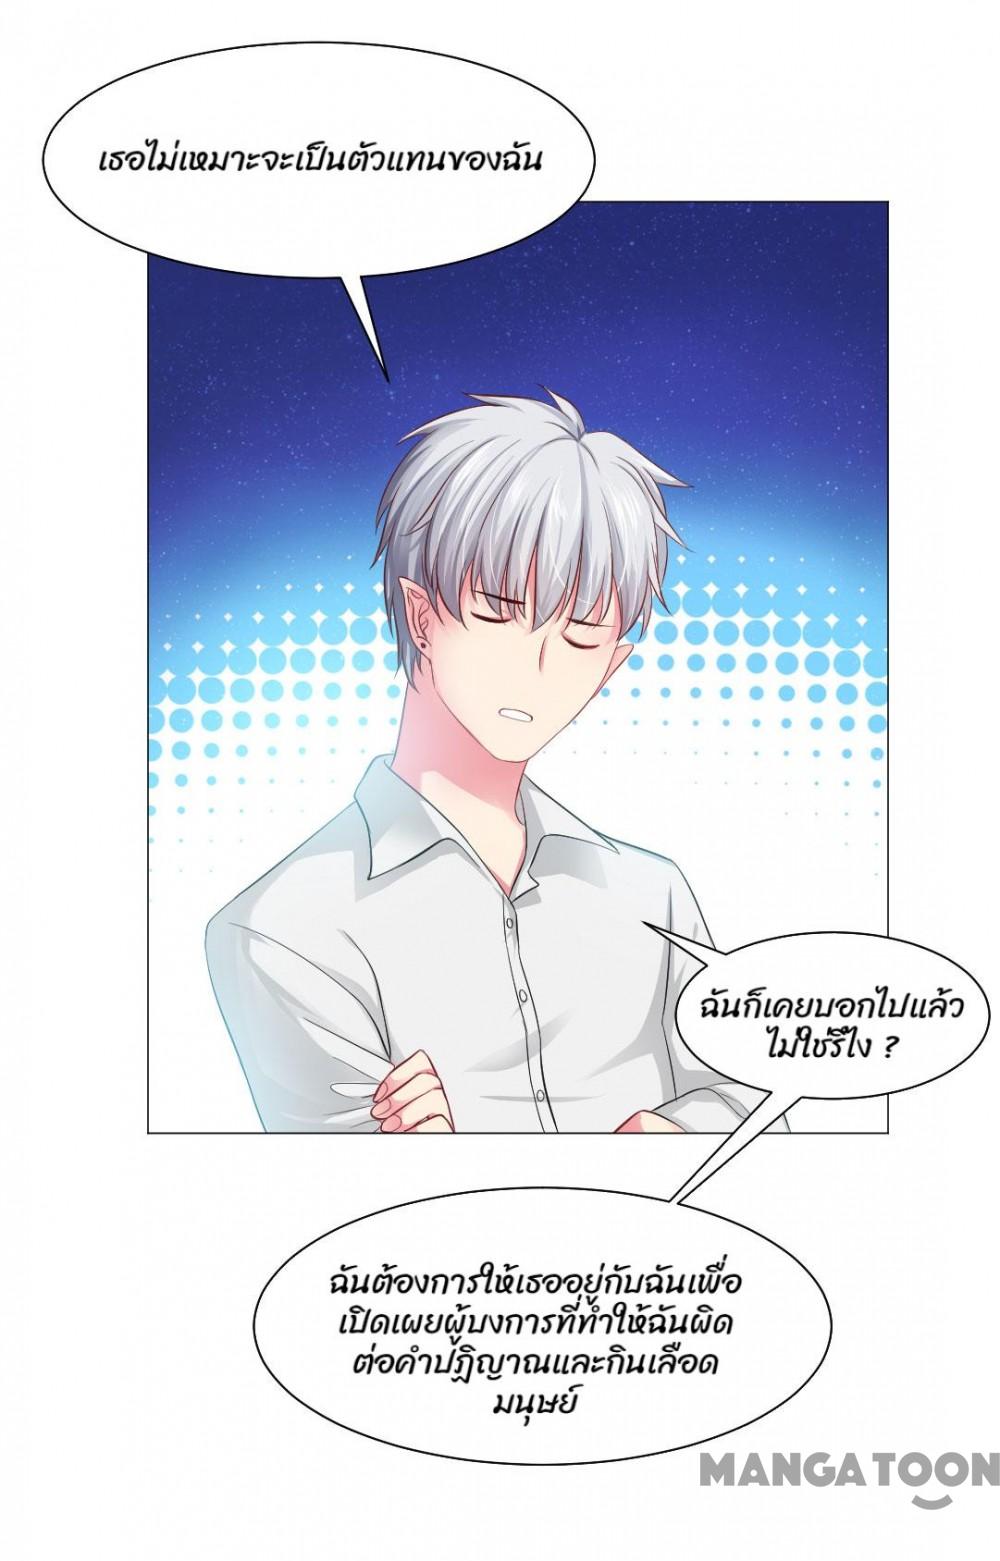 เธอไม่เหมาะจะเป็นตัวแทนของฉัน
ฉันก็เคยบอกไปแล้ว
ไม่ใช่รึไง ?
ฉันต้องการให้เธออยู่กับฉันเพื่อ
เปิดเผยผู้บงการที่ทำให้ฉันผิด
ต่อคำปฏิญาณและกินเลือด
มนุษย์
MANGATOON